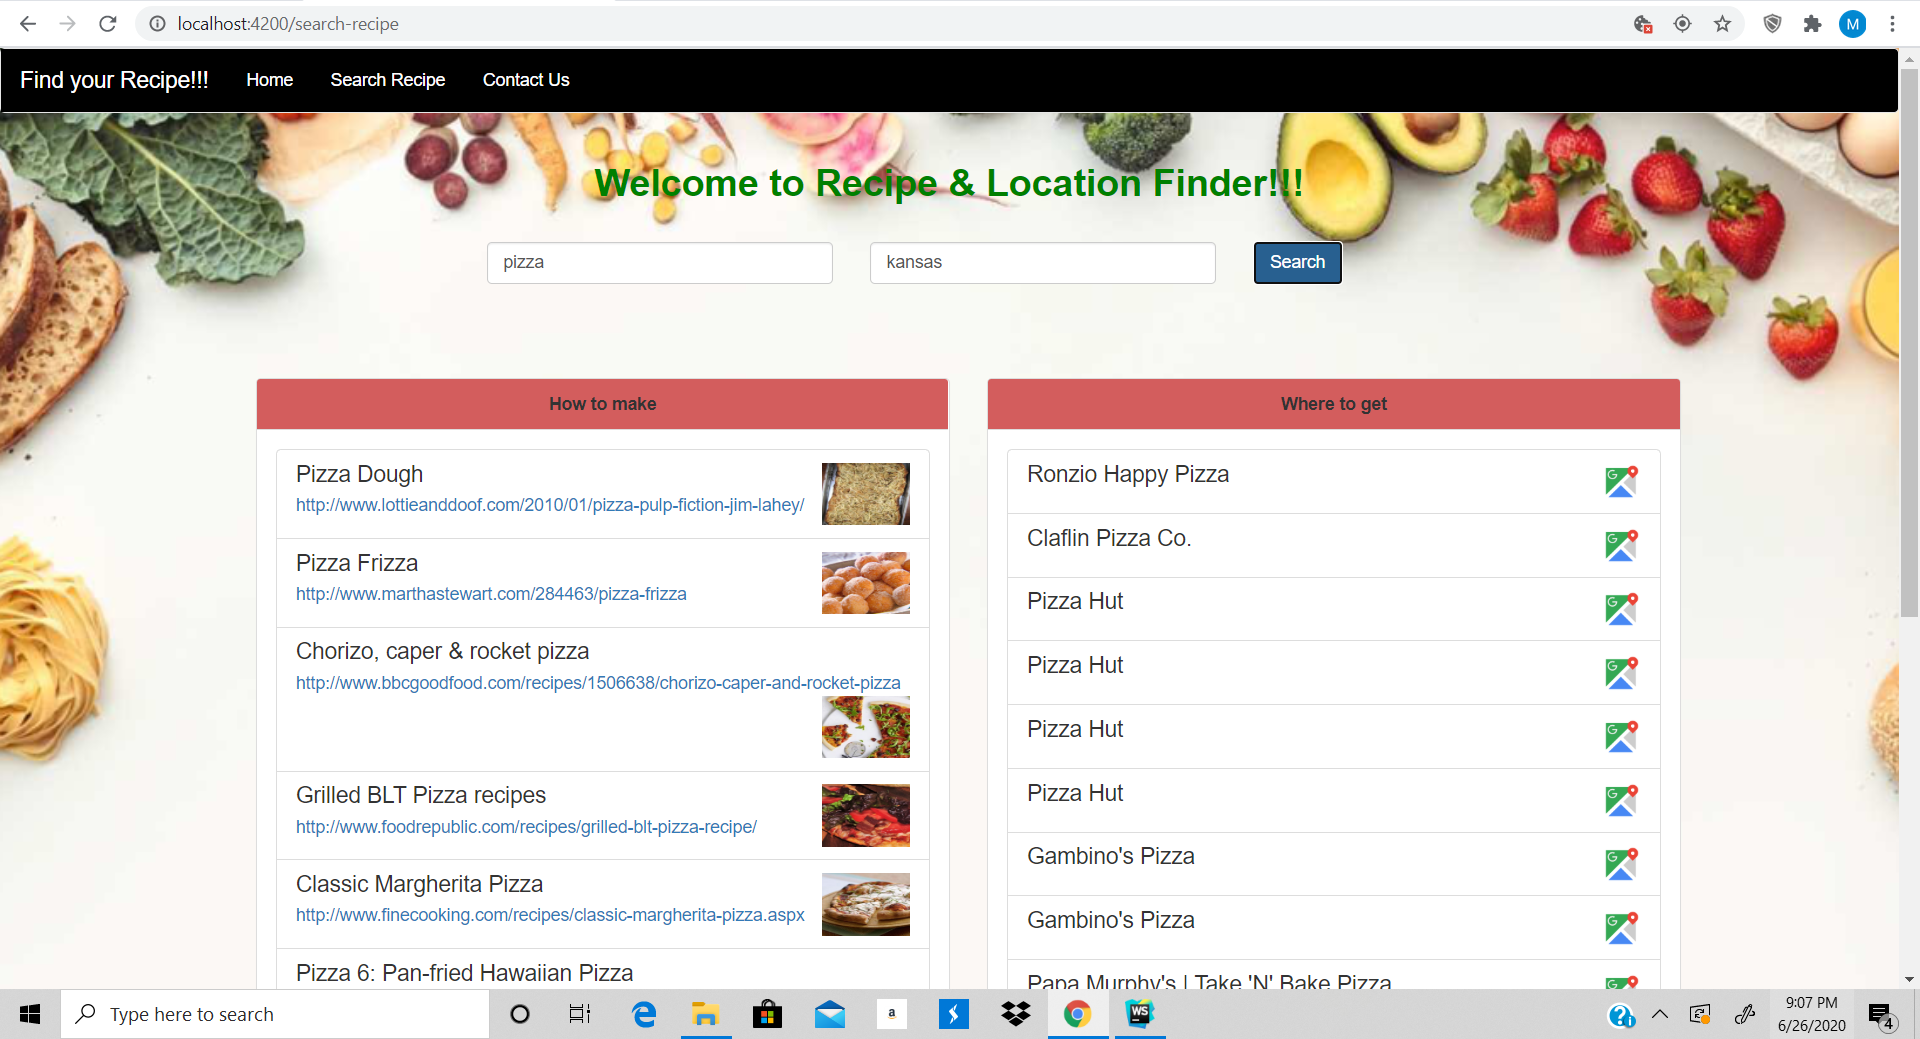 localhost:4200/search-recipe
M
Find your Recipe!!! Home Search Recipe Contact Us
Welcome to Recipe & Location Finder!!!
pizza kansas Search
How to make
Pizza Dough
http://www.lottieanddoof.com/2010/01/pizza-pulp-fiction-jim-lahey/
Pizza Frizza
http://www.marthastewart.com/284463/pizza-frizza
Chorizo, caper & rocket pizza
http://www.bbcgoodfood.com/recipes/1506638/chorizo-caper-and-rocket-pizza
Grilled BLT Pizza recipes
http://www.foodrepublic.com/recipes/grilled-blt-pizza-recipe/
Classic Margherita Pizza
http://www.finecooking.com/recipes/classic-margherita-pizza.aspx
Pizza 6: Pan-fried Hawaiian Pizza
Where to get
Ronzio Happy Pizza
Claflin Pizza Co.
Pizza Hut
Pizza Hut
Pizza Hut
Pizza Hut
Gambino's Pizza
Gambino's Pizza
Papa Murphy's | Take 'N' Bake Pizza
Type here to search
a
WS
9:07 PM
6/26/2020
4